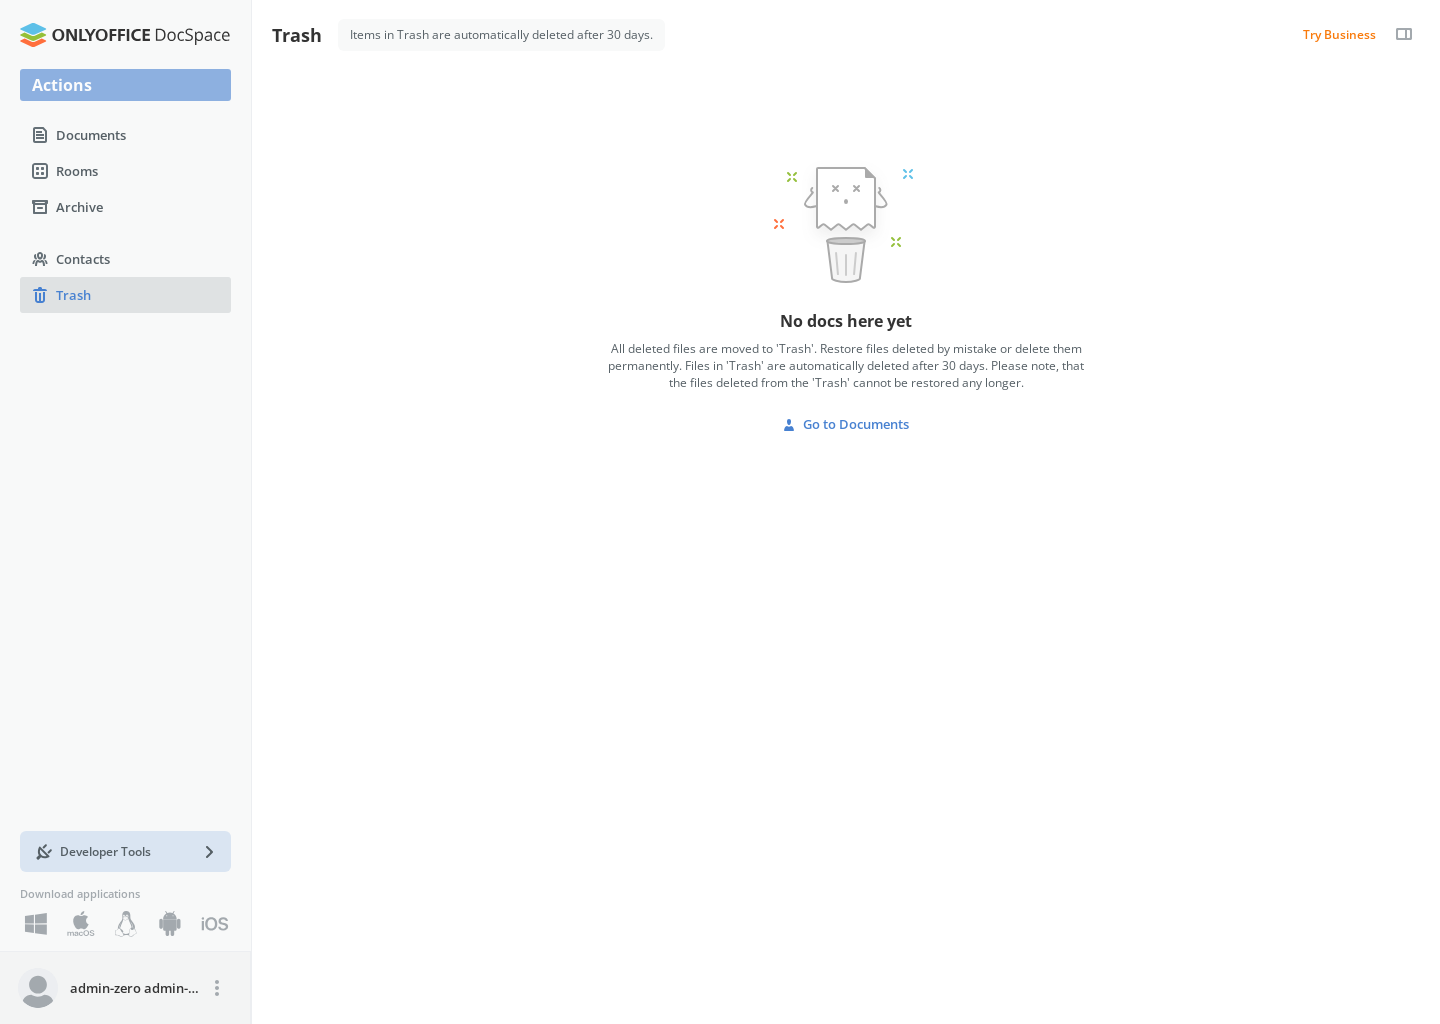 ONLYOFFICE DocSpace
Actions
Documents
Rooms
Archive
Contacts
Trash
Developer Tools
Download applications
macOS
iOS
admin-zero admin-...
Trash
Items in Trash are automatically deleted after 30 days.
Try Business
No docs here yet
All deleted files are moved to 'Trash'. Restore files deleted by mistake or delete them
permanently. Files in 'Trash' are automatically deleted after 30 days. Please note, that
the files deleted from the 'Trash' cannot be restored any longer.
Go to Documents